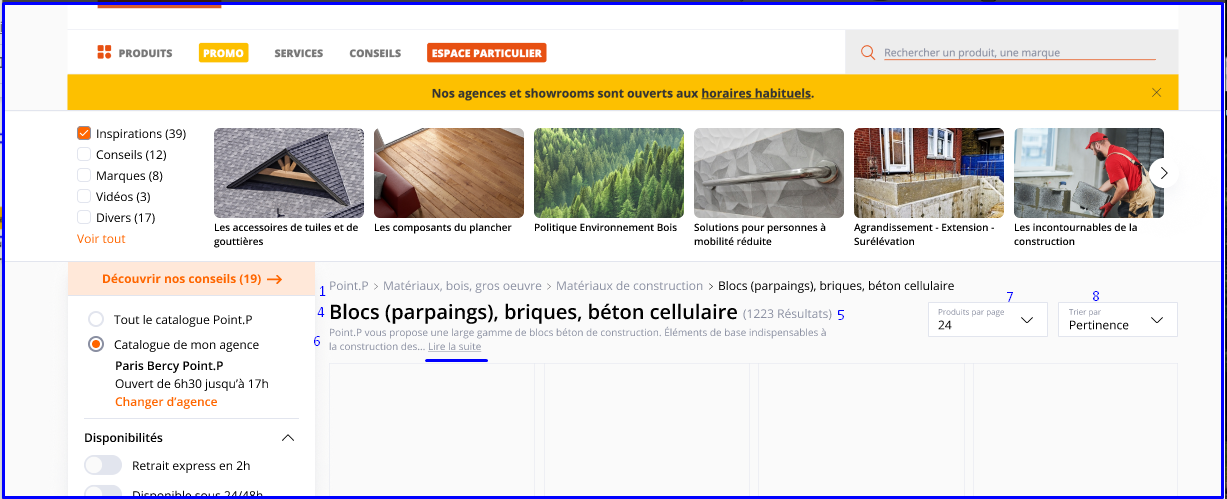 PRODUITS PROMO SERVICES CONSEILS ESPACE PARTICULIER Rechercher un produit, une marque
Nos agences et showrooms sont ouverts aux horaires habituels.
Inspirations (39)
Conseils (12)
Marques (8)
Vidéos (3)
Divers (17)
Voir tout
Les accessoires de tuiles et de
gouttières
Les composants du plancher
Politique Environnement Bois
Solutions pour personnes à
mobilité réduite
Agrandissement - Extension -
Surélévation
Les incontournables de la
construction
Découvrir nos conseils (19)
Tout le catalogue Point.P
Catalogue de mon agence
Paris Bercy Point.P
Ouvert de 6h30 jusqu'à 17h
Changer d'agence
Disponibilités
Retrait express en 2h
Disponible sous 24/48h
1 Point.P > Matériaux, bois, gros oeuvre > Matériaux de construction > Blocs (parpaings), briques, béton cellulaire
4 Blocs (parpaings), briques, béton cellulaire (1223 Résultats) 5
6 Point.P vous propose une large gamme de blocs béton de construction. Éléments de base indispensables à
la construction des... Lire la suite
7
Produits par page
24
8
Trier par
Pertinence